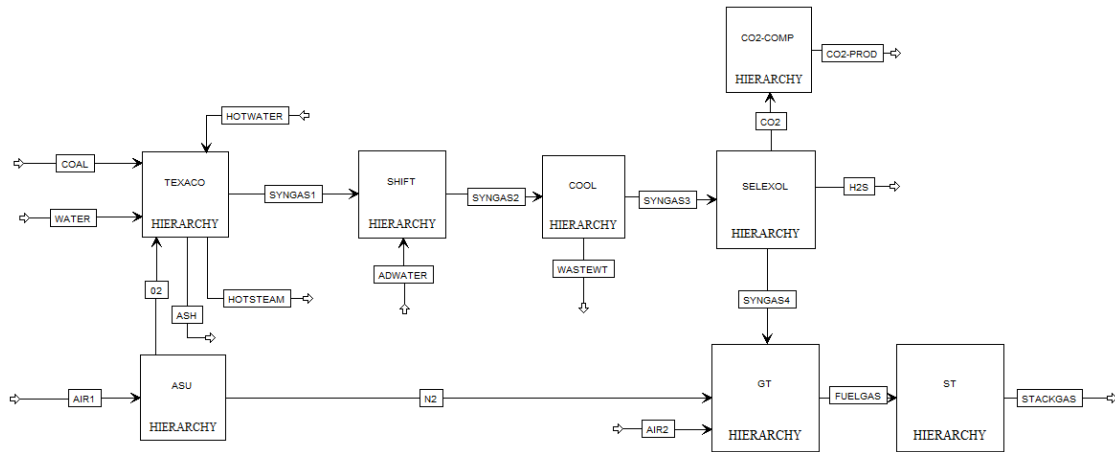 CO2-COMP
HIERARCHY
CO2-PROD
CO2
HOTWATER
COAL
WATER
TEXACO
HIERARCHY
SYNGAS1
SHIFT
HIERARCHY
SYNGAS2
COOL
HIERARCHY
SYNGAS3
SELEXOL
HIERARCHY
H2S
02
HOTSTEAM
ASH
ADWATER
WASTEWT
SYNGAS4
AIR1
ASU
HIERARCHY
N2
AIR2
GT
HIERARCHY
FUELGAS
ST
HIERARCHY
STACKGAS